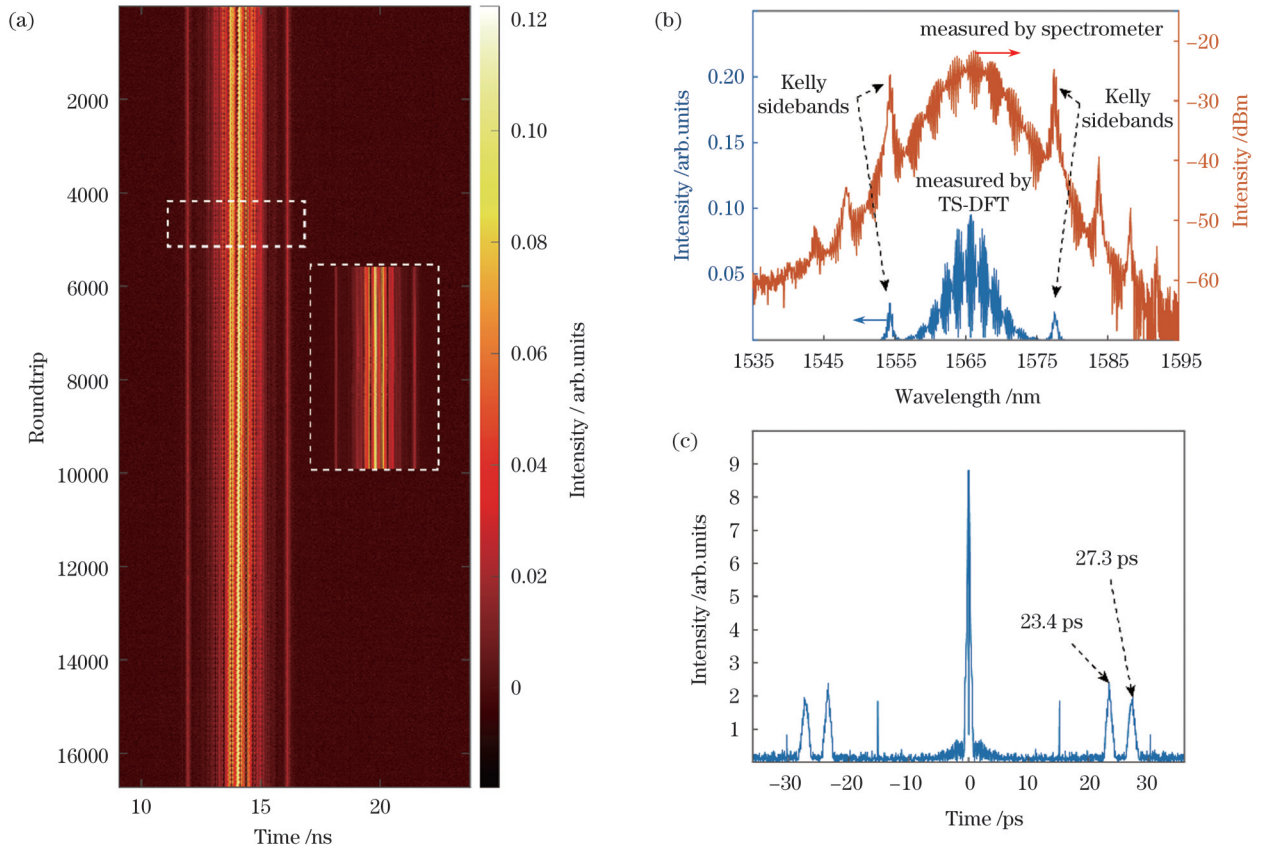 (a)
0.12
0.10
0.08
0.06
0.04
0.02
0
Intensity / arb.units
2000
4000
6000
8000
10000
12000
14000
16000
Roundtrip
10
15
20
Time /ns
(b)
measured by spectrometer
Kelly
sidebands
Kelly
sidebands
measured by
TS-DFT
0.20
0.15
0.10
0.05
Intensity /arb.units
−20
−30
−40
−50
−60
Intensity /dBm
1535
1545
1555
1565
1575
1585
1595
Wavelength /nm
(c)
9
8
7
6
5
4
3
2
1
Intensity /arb.units
27.3 ps
23.4 ps
−30
−20
−10
0
10
20
30
Time /ps